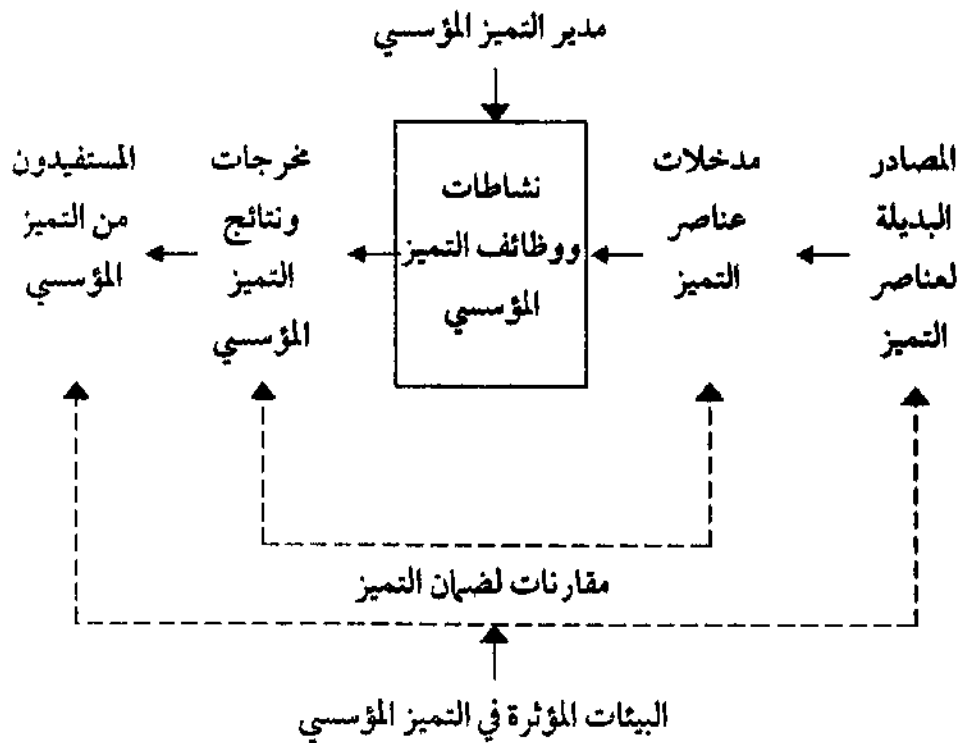 مدير التميز المؤسسي
المصادر
البديلة
لعناصر
التميز
مدخلات
عناصر
التميز
نشاطات
ووظائف التميز
المؤسسي
مخرجات
ونتائج
التميز
المؤسسي
المستفيدون
من التميز
المؤسسي
مقارنات لضمان التميز
البيئات المؤثرة في التميز المؤسسي